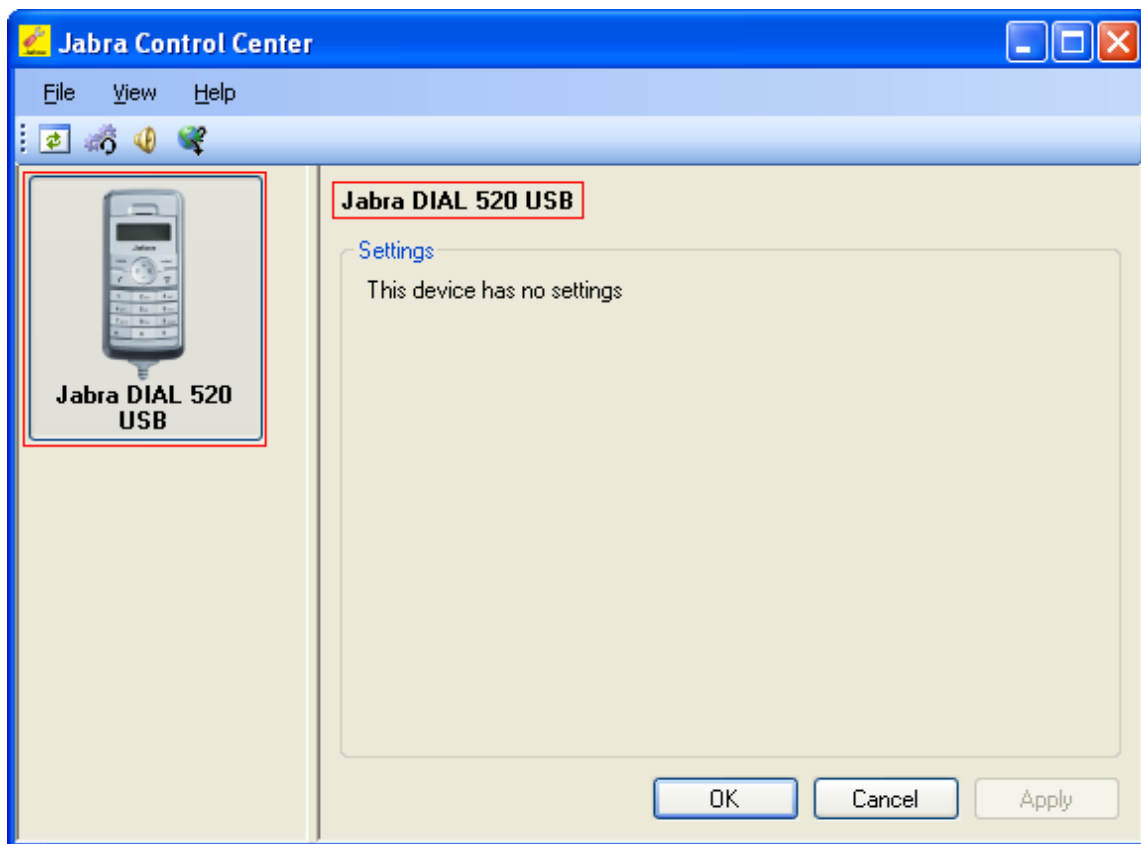 Jabra Control Center
File View Help
Jabra DIAL 520
USB
Jabra DIAL 520 USB
Settings
This device has no settings
OK Cancel Apply